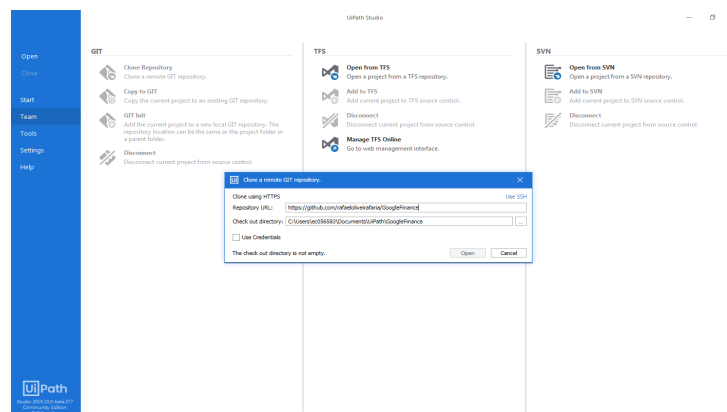 UiPath Studio
Open
Close
Start
Team
Tools
Settings
Help
GIT
Clone Repository
Clone a remote GIT repository.
Copy to GIT
Copy the current project to an existing GIT repository.
GIT Init
Add the current project to a new local GIT repository. The
repository location can be the same as the project folder or
a parent folder.
Disconnect
Disconnect current project from source control.
TFS
Open from TFS
Open a project from a TFS repository.
Add to TFS
Add current project to TFS source control.
Disconnect
Disconnect current project from source control.
Manage TFS Online
Go to web management interface.
SVN
Open from SVN
Open a project from a SVN repository.
Add to SVN
Add current project to SVN source control.
Disconnect
Disconnect current project from source control.
Ui Clone a remote GIT repository.
Clone using HTTPS Use SSH
Repository URL: https://github.com/rafaeloliveirafaria/GoogleFinance
Check out directory: C:\Users\ec056583\Documents\UiPath\GoogleFinance ...
Use Credentials
The check out directory is not empty. Open Cancel
UiPath
Community Edition